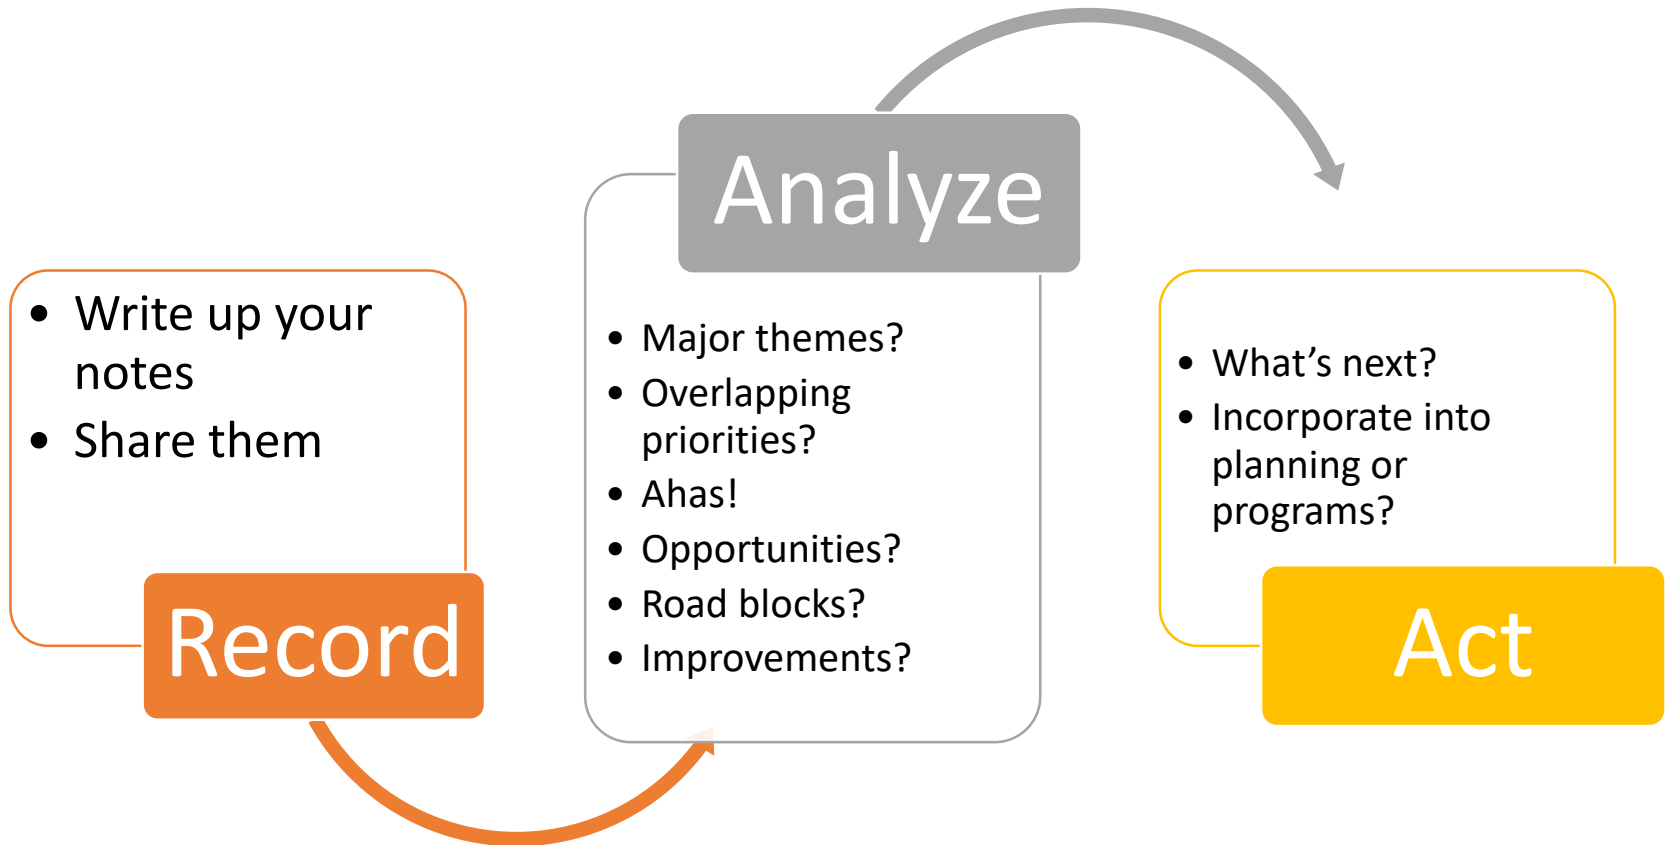 • Write up your
notes
• Share them
Record
Analyze
• Major themes?
• Overlapping
priorities?
• Ahas!
• Opportunities?
• Road blocks?
• Improvements?
• What’s next?
• Incorporate into
planning or
programs?
Act